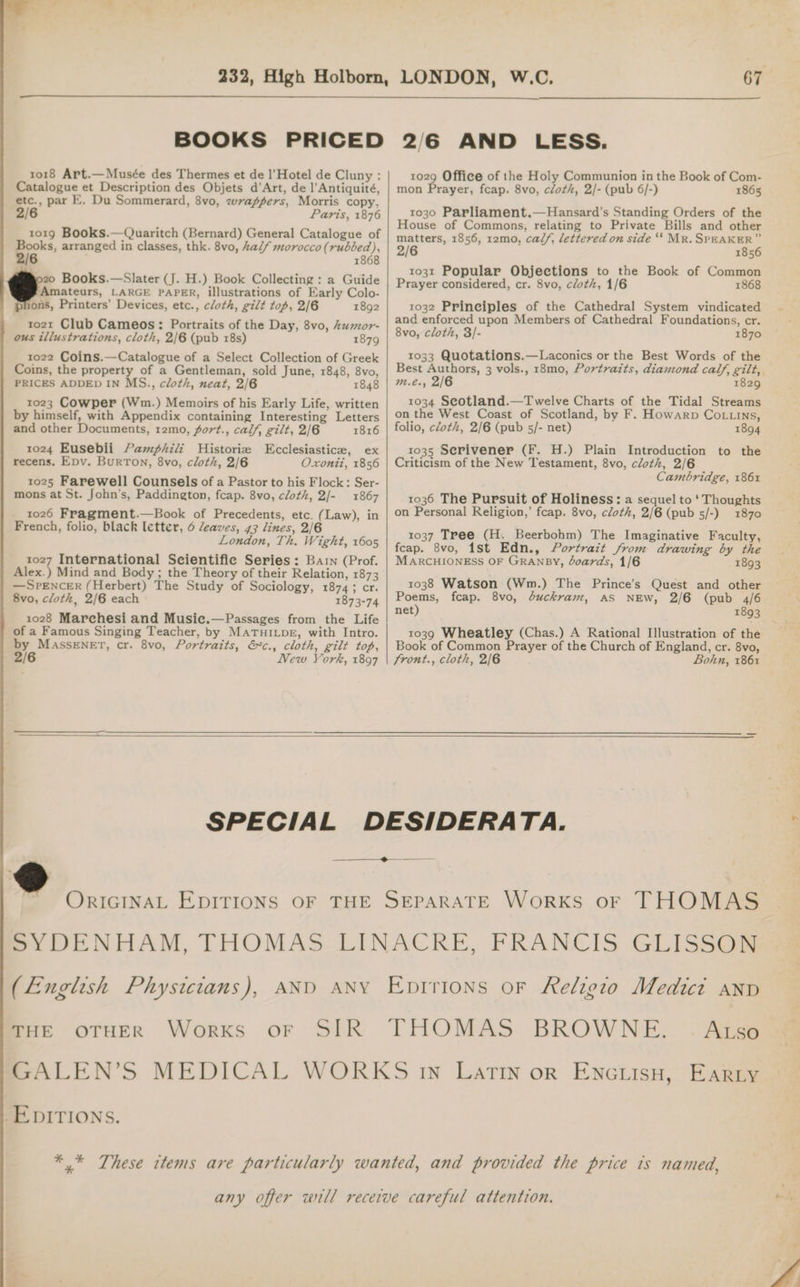 232, High Holborn, LONDON, W.C. 67
BOOKS PRICED 2/6 AND LESS.
1018 Art.—Musée des Thermes et de l'Hotel de Cluny :
Catalogue et Description des Objets d'Art, de l'Antiquité,
etc., par E. Du Sommerard, 8vo, wrappers, Morris copy,
2/6 Paris, 1876
1019 Books.—Quaritch (Bernard) General Catalogue of
Books, arranged in classes, thk. 8vo, half morocco (rubbed),
2/6 1868
020 Books.—Slater (J. H.) Book Collecting : a Guide
Amateurs, LARGE PAPER, illustrations of Early Colo-
phons, Printers' Devices, etc., cloth, gilt top, 2/6 1892
1021 Club Cameos: Portraits of the Day, 8vo, humor-
ous illustrations, cloth, 2/6 (pub 18s) 1879
1022 Coins.—Catalogue of a Select Collection of Greek
Coins, the property of a Gentleman, sold June, 1848, 8vo,
PRICES ADDED IN MS., cloth, neat, 2/6 1848
1023 Cowper (Wm.) Memoirs of his Early Life, written
by himself, with Appendix containing Interesting Letters
and other Documents, 12mo, port., calf, gilt, 2/6 1816
1024 Eusebii Pamphili Historiæ Ecclesiasticæ, ex
recens. EDV. BURTON, 8vo, cloth, 2/6 Oxonii, 1856
1025 Farewell Counsels of a Pastor to his Flock: Ser-
mons at St. John's, Paddington, fcap. 8vo, cloth, 2/- 1867
1026 Fragment.—Book of Precedents, etc. (Law), in
French, folio, black letter, 6 leaves, 43 lines, 2/6
London, Th. Wight, 1605
1027 International Scientific Series: BAIN (Prof.
Alex.) Mind and Body ; the Theory of their Relation, 1873
—SPENCER (Herbert) The Study of Sociology, 1874 ; cr.
8vo, cloth, 2/6 each 1873-74
1028 Marchesi and Music.—Passages from the Life
of a Famous Singing Teacher, by MATHILDE, with Intro.
by MASSENET, cr. 8vo, Portraits, &c., cloth, gilt top,
2/6 New York, 1897
1029 Office of the Holy Communion in the Book of Com-
mon Prayer, fcap. 8vo, cloth, 2/- (pub 6/-) 1865
1030 Parliament.—Hansard's Standing Orders of the
House of Commons, relating to Private Bills and other
matters, 1856, 12mo, calf, lettered on side “ MR. SPEAKER ”
2/6 1856
1031 Popular Objections to the Book of Common
Prayer considered, cr. 8vo, cloth, 1/6 1868
1032 Principles of the Cathedral System vindicated
and enforced upon Members of Cathedral Foundations, cr.
8vo, cloth, 3/- 1870
1033 Quotations.—Laconics or the Best Words of the
Best Authors, 3 vols., 18mo, Portraits, diamond calf, gilt,
m.e., 2/6 1829
1034 Scotland.—Twelve Charts of the Tidal Streams
on the West Coast of Scotland, by F. HOWARD COLLINS,
folio, cloth, 2/6 (pub 5/- net) 1894
1035 Scrivener (F. H.) Plain Introduction to the
Criticism of the New Testament, 8vo, cloth, 2/6
Cambridge, 1861
1036 The Pursuit of Holiness : a sequel to ‘ Thoughts
on Personal Religion,’ fcap. 8vo, cloth, 2/6 (pub 5/-) 1870
1037 Tree (H. Beerbohm) The Imaginative Faculty,
fcap. 8vo, 1st Edn., Portrait from drawing by the
MARCHIONESS OF GRANBY, boards, 1/6 1893
1038 Watson (Wm.) The Prince's Quest and other
Poems, fcap. 8vo, buckram, AS NEW, 2/6 (pub 4/6
net) 1893
1039 Wheatley (Chas.) A Rational Illustration of the
Book of Common Prayer of the Church of England, cr. 8vo,
front., cloth, 2/6 Bohn, 1861
SPECIAL DESIDERATA.
ORIGINAL EDITIONS OF THE SEPARATE WORKS OF THOMAS
SYDENHAM, THOMAS LINACRE, FRANCIS GLISSON
(English Physicians), AND ANY EDITIONS OF Religio Medici AND
THE OTHER WORKS OF SIR THOMAS BROWNE. ALSO
GALEN'S MEDICAL WORKS IN LATIN OR ENGLISH, EARLY
EDITIONS.
*** These items are particularly wanted, and provided the price is named,
any offer will receive careful attention.